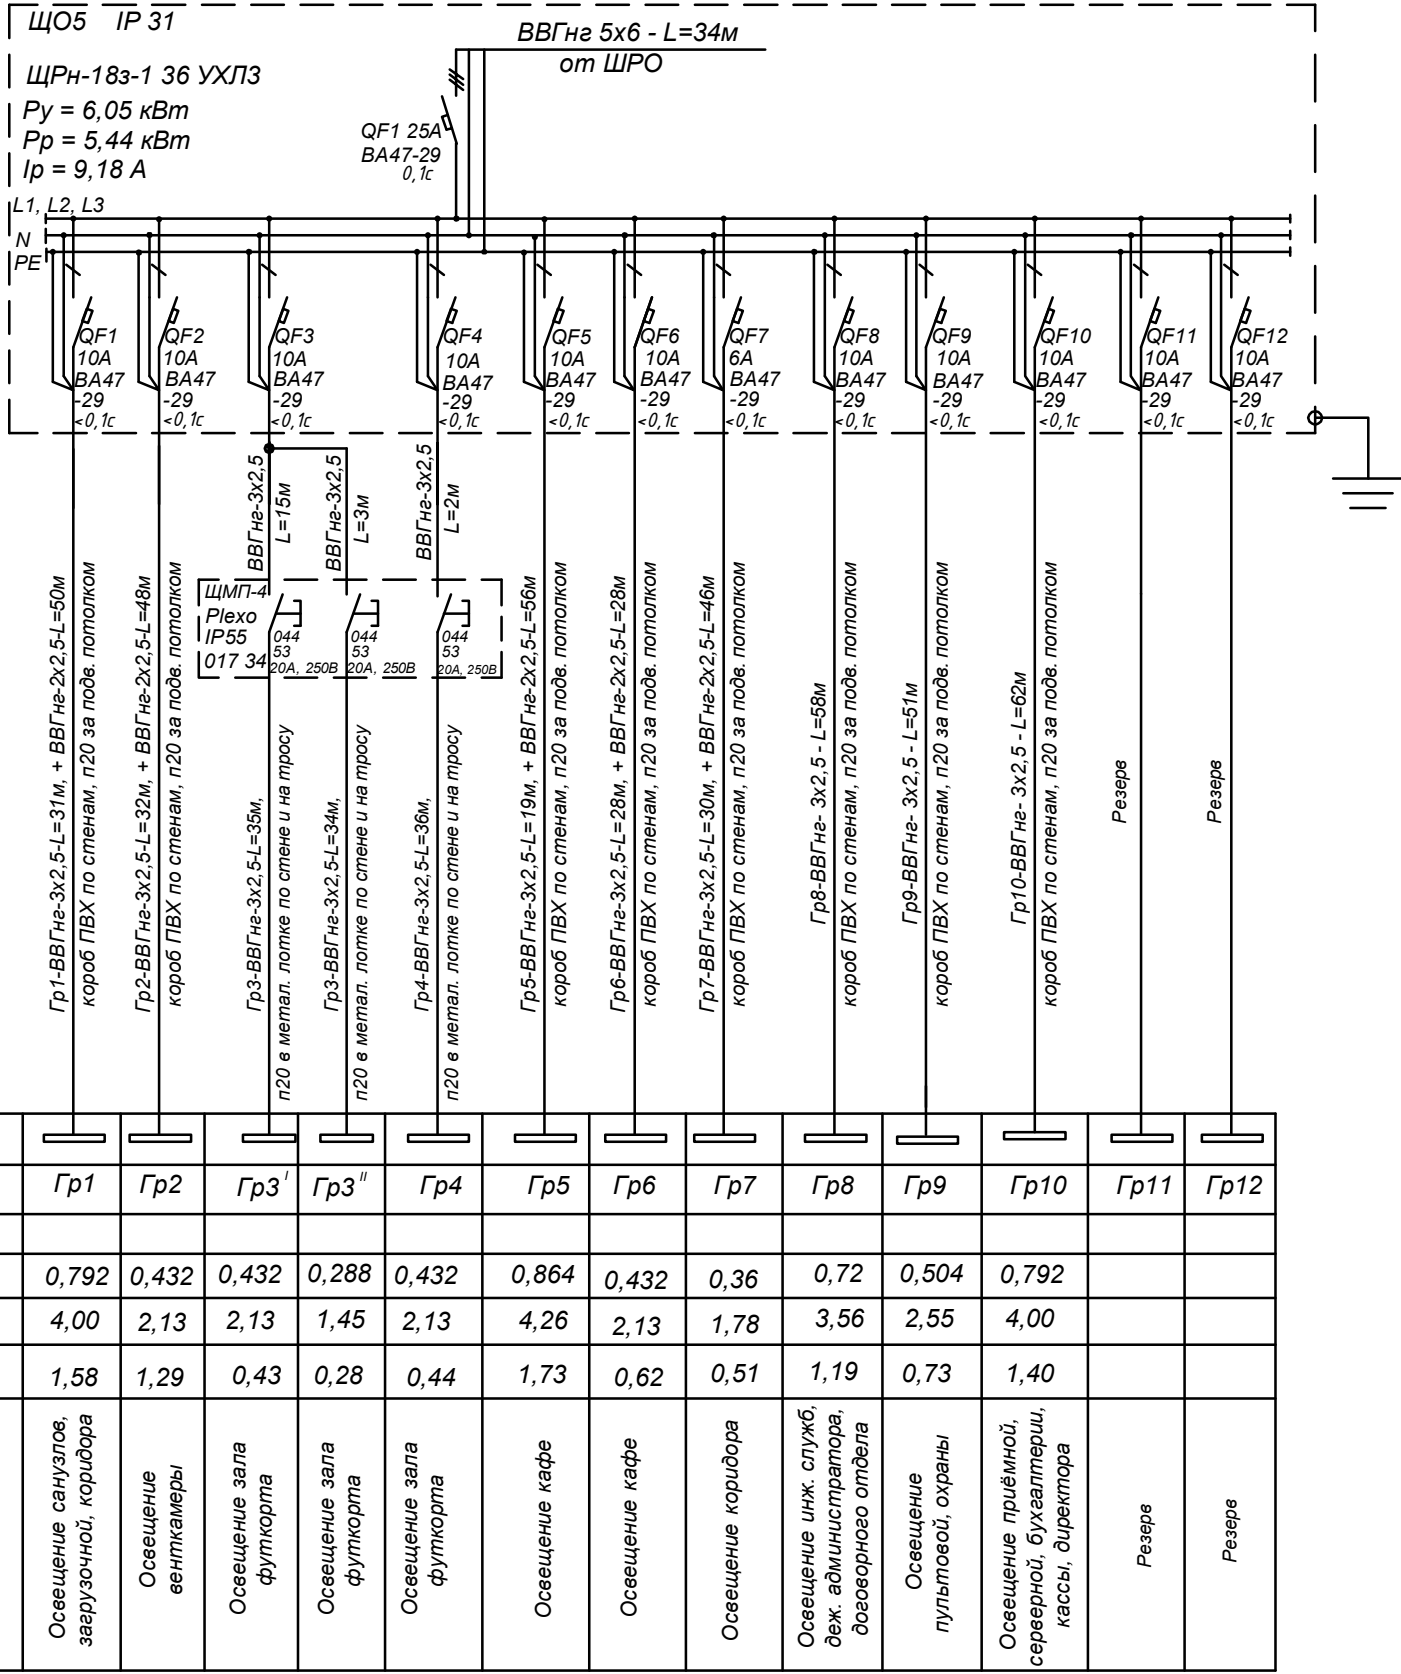 ЩО5 IP 31
ЩРн-18з-1 36 УХЛ3
Ру = 6,05 кВт
Рр = 5,44 кВт
Iр = 9,18 А
ВВГнг 5х6 - L=34м
от ШРО
QF1 25А
ВА47-29
0,1с
L1, L2, L3
N
PE
QF1
10А
ВА47
-29
<0,1с
QF2
10А
ВА47
-29
<0,1с
QF3
10А
ВА47
-29
<0,1с
QF4
10А
ВА47
-29
<0,1с
QF5
10А
ВА47
-29
<0,1с
QF6
10А
ВА47
-29
<0,1с
QF7
6А
ВА47
-29
<0,1с
QF8
10А
ВА47
-29
<0,1с
QF9
10А
ВА47
-29
<0,1с
QF10
10А
ВА47
-29
<0,1с
QF11
10А
ВА47
-29
<0,1с
QF12
10А
ВА47
-29
<0,1с
ВВГнг-3х2,5
L=15м
ВВГнг-3х2,5
L=3м
ВВГнг-3х2,5
L=2м
ЩМП-4
Plexo
IP55
017 34
044
53
20А, 250В
044
53
20А, 250В
044
53
20А, 250В
Гр1-ВВГнг-3х2,5-L=31м, + ВВГнг-2х2,5-L=50м
короб ПВХ по стенам, п20 за подв. потолком
Гр2-ВВГнг-3х2,5-L=32м, + ВВГнг-2х2,5-L=48м
короб ПВХ по стенам, п20 за подв. потолком
Гр3-ВВГнг-3х2,5-L=35м,
п20 в метал. лотке по стене и на тросу
Гр3-ВВГнг-3х2,5-L=34м,
п20 в метал. лотке по стене и на тросу
Гр4-ВВГнг-3х2,5-L=36м,
п20 в метал. лотке по стене и на тросу
Гр5-ВВГнг-3х2,5-L=19м, + ВВГнг-2х2,5-L=56м
короб ПВХ по стенам, п20 за подв. потолком
Гр6-ВВГнг-3х2,5-L=28м, + ВВГнг-2х2,5-L=28м
короб ПВХ по стенам, п20 за подв. потолком
Гр7-ВВГнг-3х2,5-L=30м, + ВВГнг-2х2,5-L=46м
короб ПВХ по стенам, п20 за подв. потолком
Гр8-ВВГнг- 3х2,5 - L=58м
короб ПВХ по стенам, п20 за подв. потолком
Гр9-ВВГнг- 3х2,5 - L=51м
короб ПВХ по стенам, п20 за подв. потолком
Гр10-ВВГнг- 3х2,5 - L=62м
короб ПВХ по стенам, п20 за подв. потолком
Резерв
Резерв
Гр1 Гр2 Гр3 I Гр3 II Гр4 Гр5 Гр6 Гр7 Гр8 Гр9 Гр10 Гр11 Гр12
0,792 0,432 0,432 0,288 0,432 0,864 0,432 0,36 0,72 0,504 0,792
4,00 2,13 2,13 1,45 2,13 4,26 2,13 1,78 3,56 2,55 4,00
1,58 1,29 0,43 0,28 0,44 1,73 0,62 0,51 1,19 0,73 1,40
Освещение санузлов,
загрузочной, коридора
Освещение
венткамеры
Освещение зала
футкорта
Освещение зала
футкорта
Освещение зала
футкорта
Освещение кафе
Освещение кафе
Освещение коридора
Освещение инж. служб,
деж. администратора,
договорного отдела
Освещение
пультовой, охраны
Освещение приёмной,
серверной, бухгалтерии,
кассы, директора
Резерв
Резерв